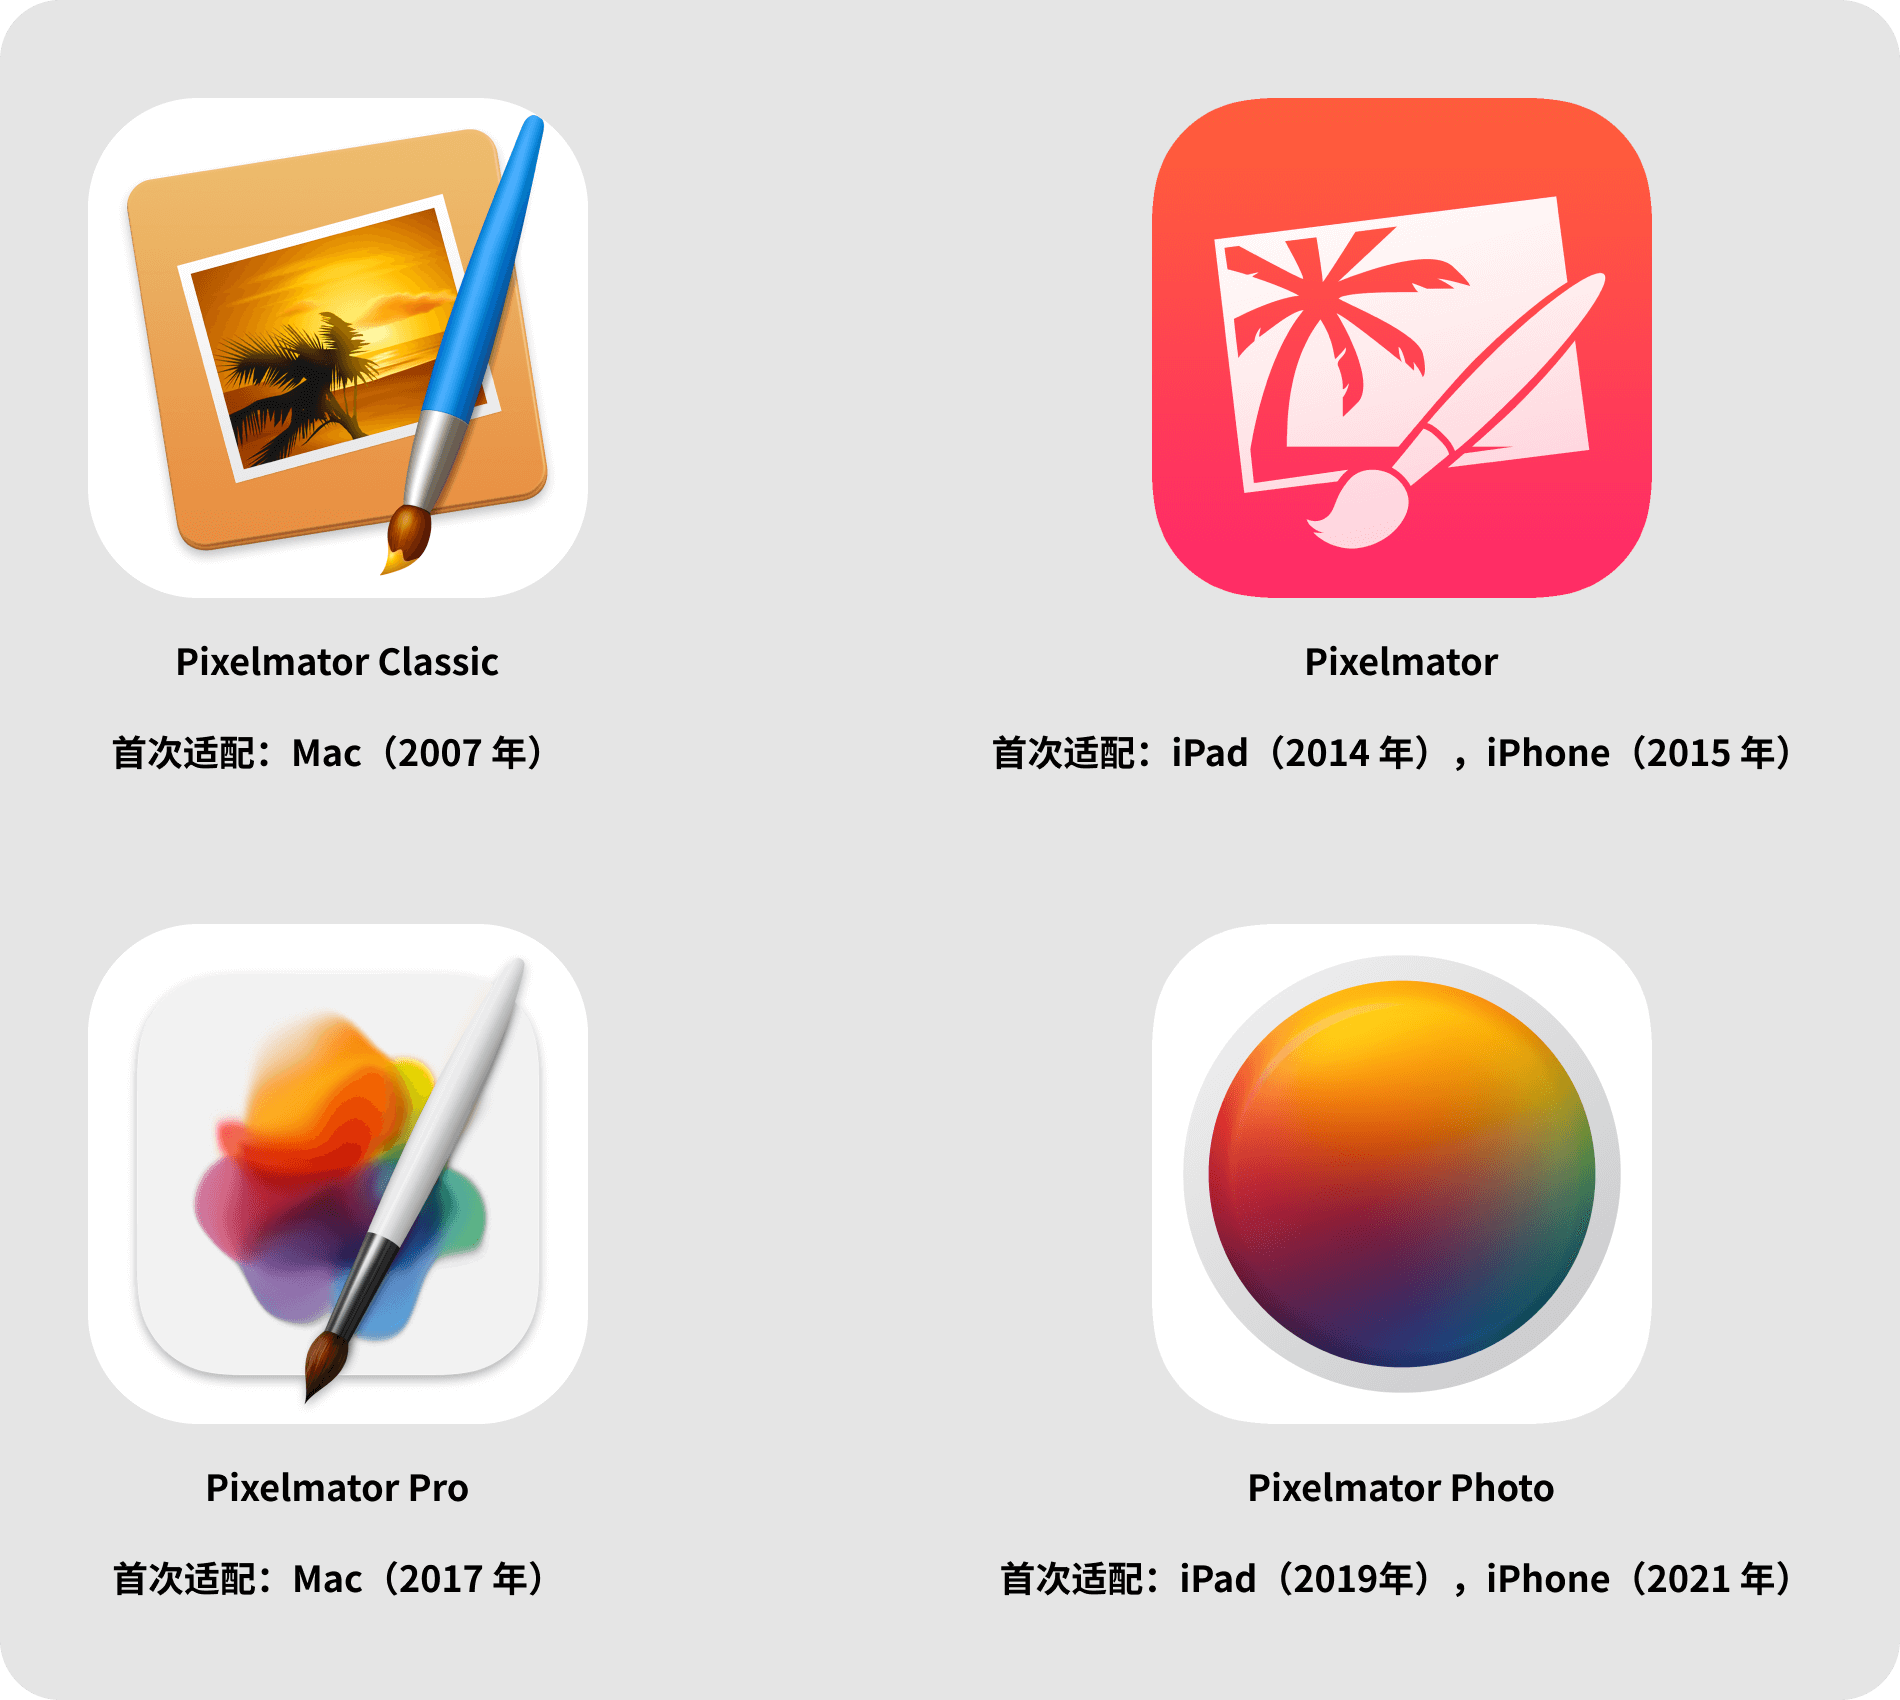 Pixelmator Classic
首次适配：Mac（2007 年）
Pixelmator
首次适配：iPad（2014 年），iPhone（2015 年）
Pixelmator Pro
首次适配：Mac（2017 年）
Pixelmator Photo
首次适配：iPad（2019年），iPhone（2021 年）